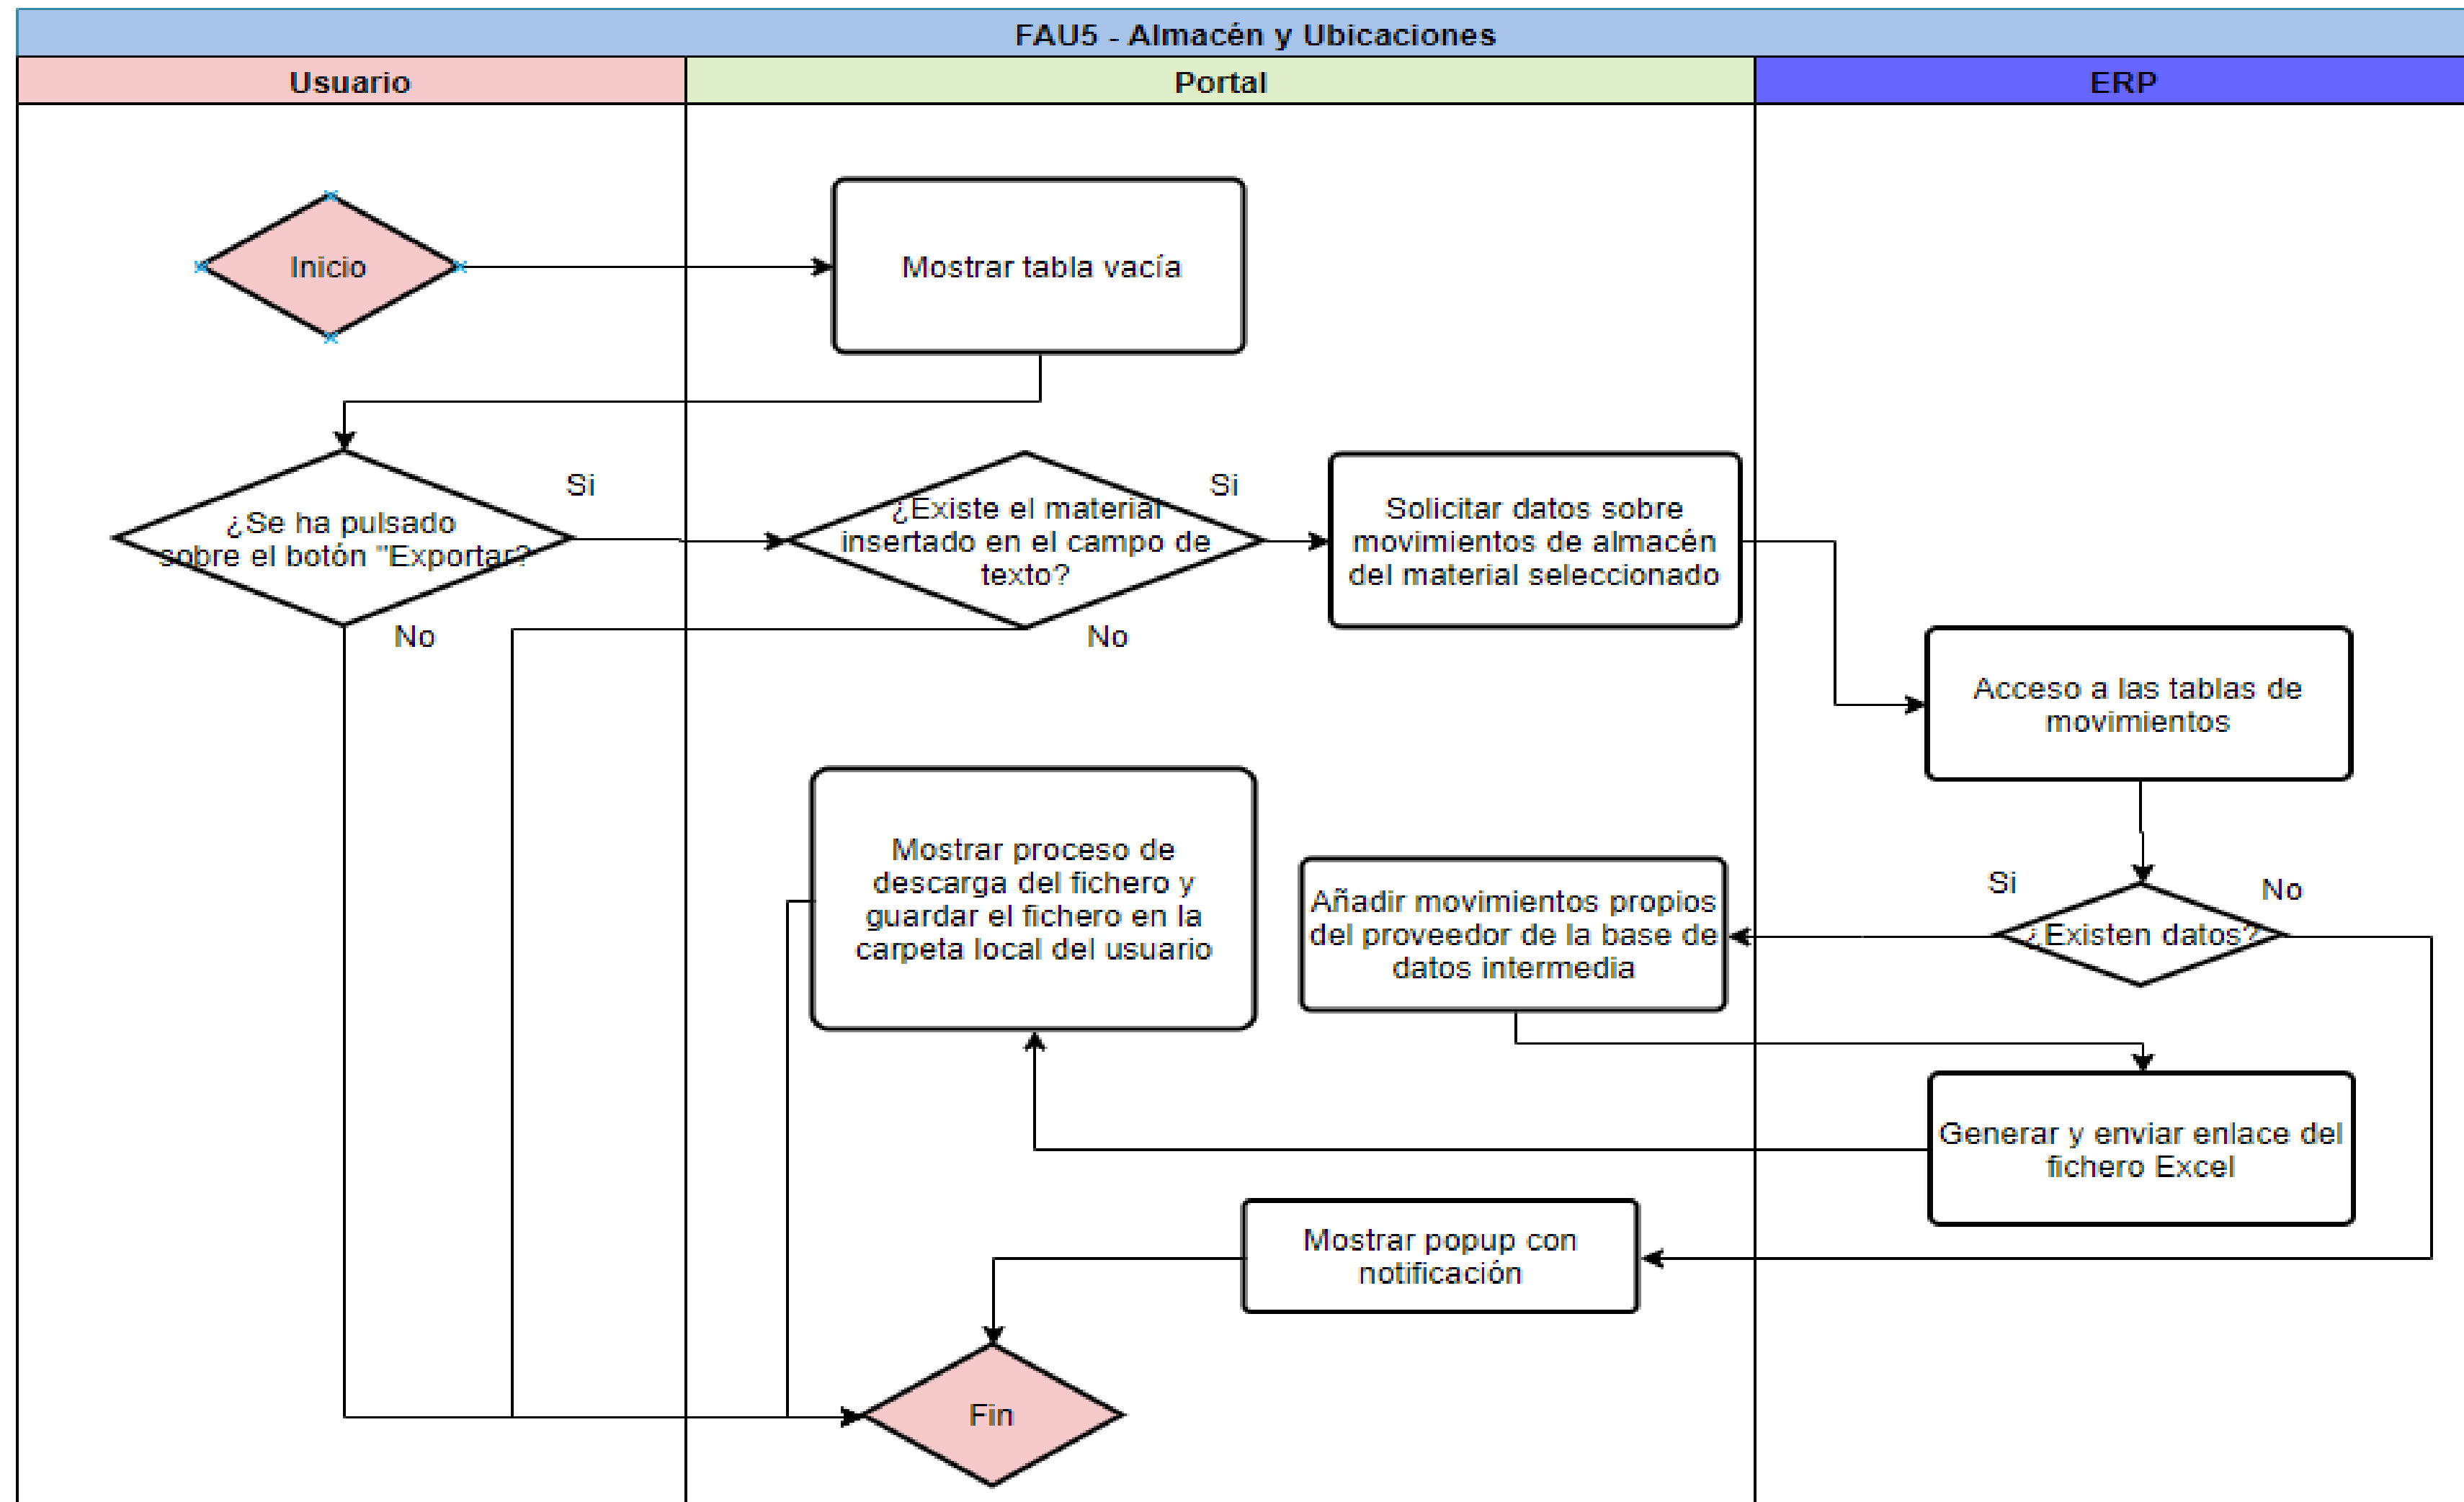 FAU5 - Almacén y Ubicaciones
Usuario
Portal
ERP
Inicio
Mostrar tabla vacía
¿Se ha pulsado
sobre el botón "Exportar?
Si
No
¿Existe el material
insertado en el campo de
texto?
Si
No
Solicitar datos sobre
movimientos de almacén
del material seleccionado
Acceso a las tablas de
movimientos
¿Existen datos?
Si
No
Añadir movimientos propios
del proveedor de la base de
datos intermedia
Mostrar proceso de
descarga del fichero y
guardar el fichero en la
carpeta local del usuario
Generar y enviar enlace del
fichero Excel
Mostrar popup con
notificación
Fin